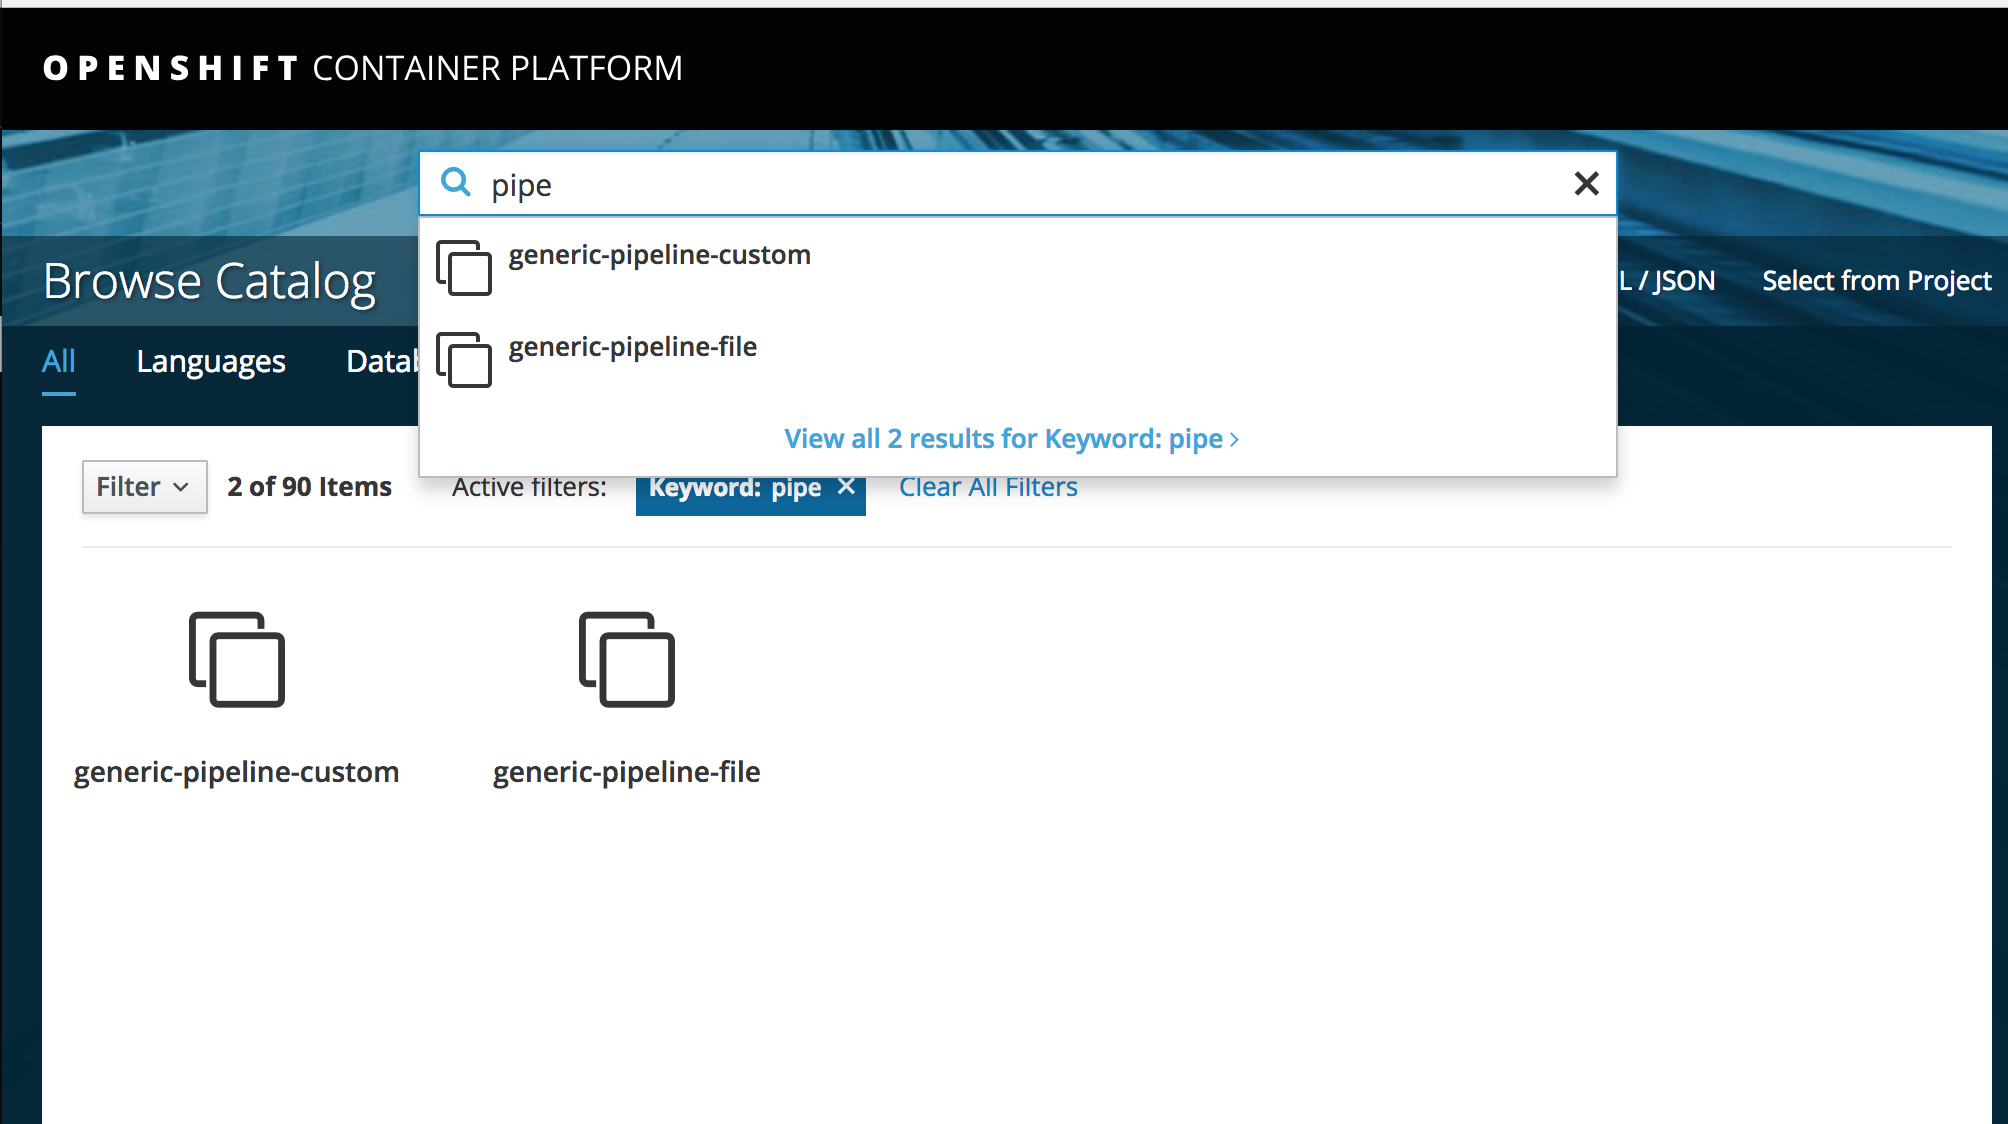 OPENSHIFT CONTAINER PLATFORM
pipe
generic-pipeline-custom
generic-pipeline-file
View all 2 results for Keyword: pipe
Browse Catalog
L / JSON Select from Project
All Languages Datab
Filter 2 of 90 Items Active filters: Keyword: pipe Clear All Filters
generic-pipeline-custom generic-pipeline-file